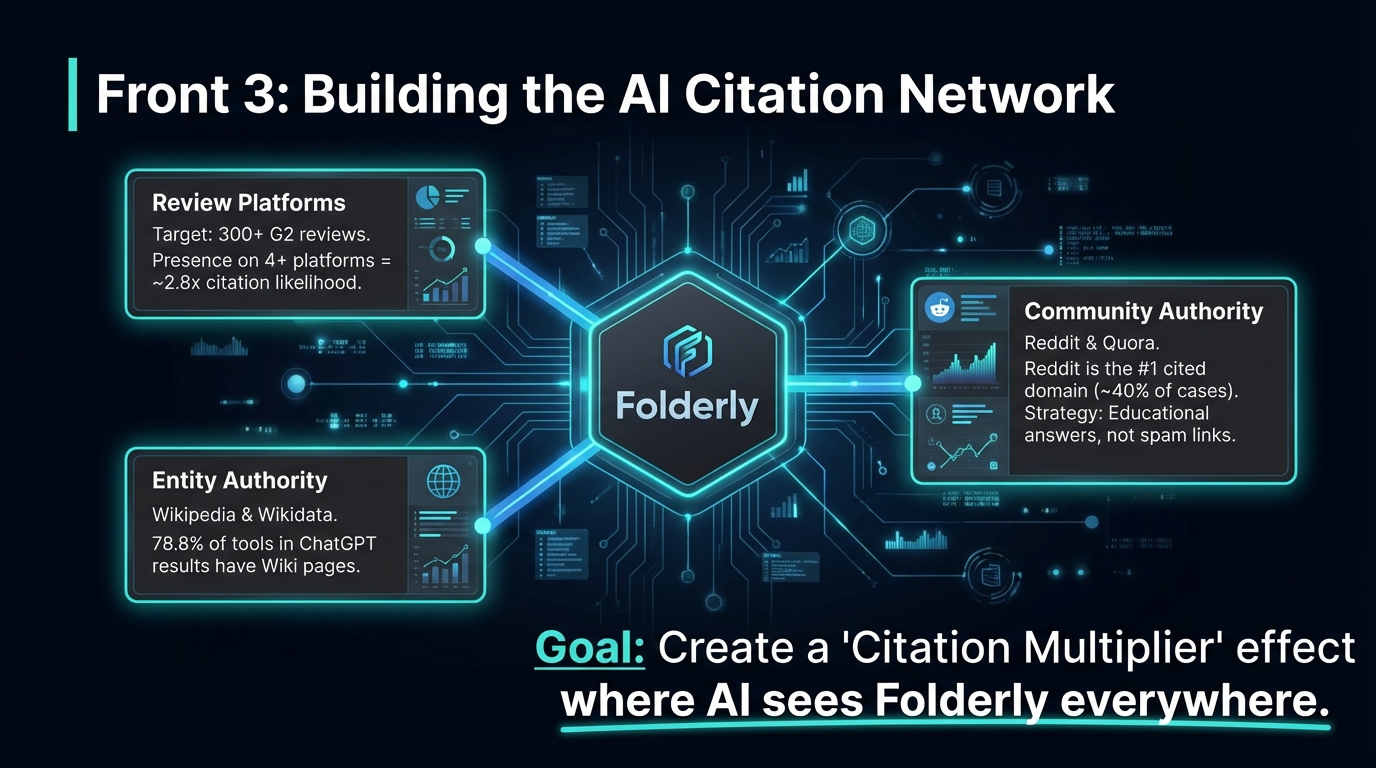 Front 3: Building the AI Citation Network
Review Platforms
Target: 300+ G2 reviews.
Presence on 4+ platforms =
~2.8x citation likelihood.
Entity Authority
Wikipedia & Wikidata.
78.8% of tools in ChatGPT
results have Wiki pages.
Folderly
Community Authority
Reddit & Quora.
Reddit is the #1 cited
domain (~40% of cases).
Strategy: Educational
answers, not spam links.
Goal: Create a 'Citation Multiplier' effect
where AI sees Folderly everywhere.